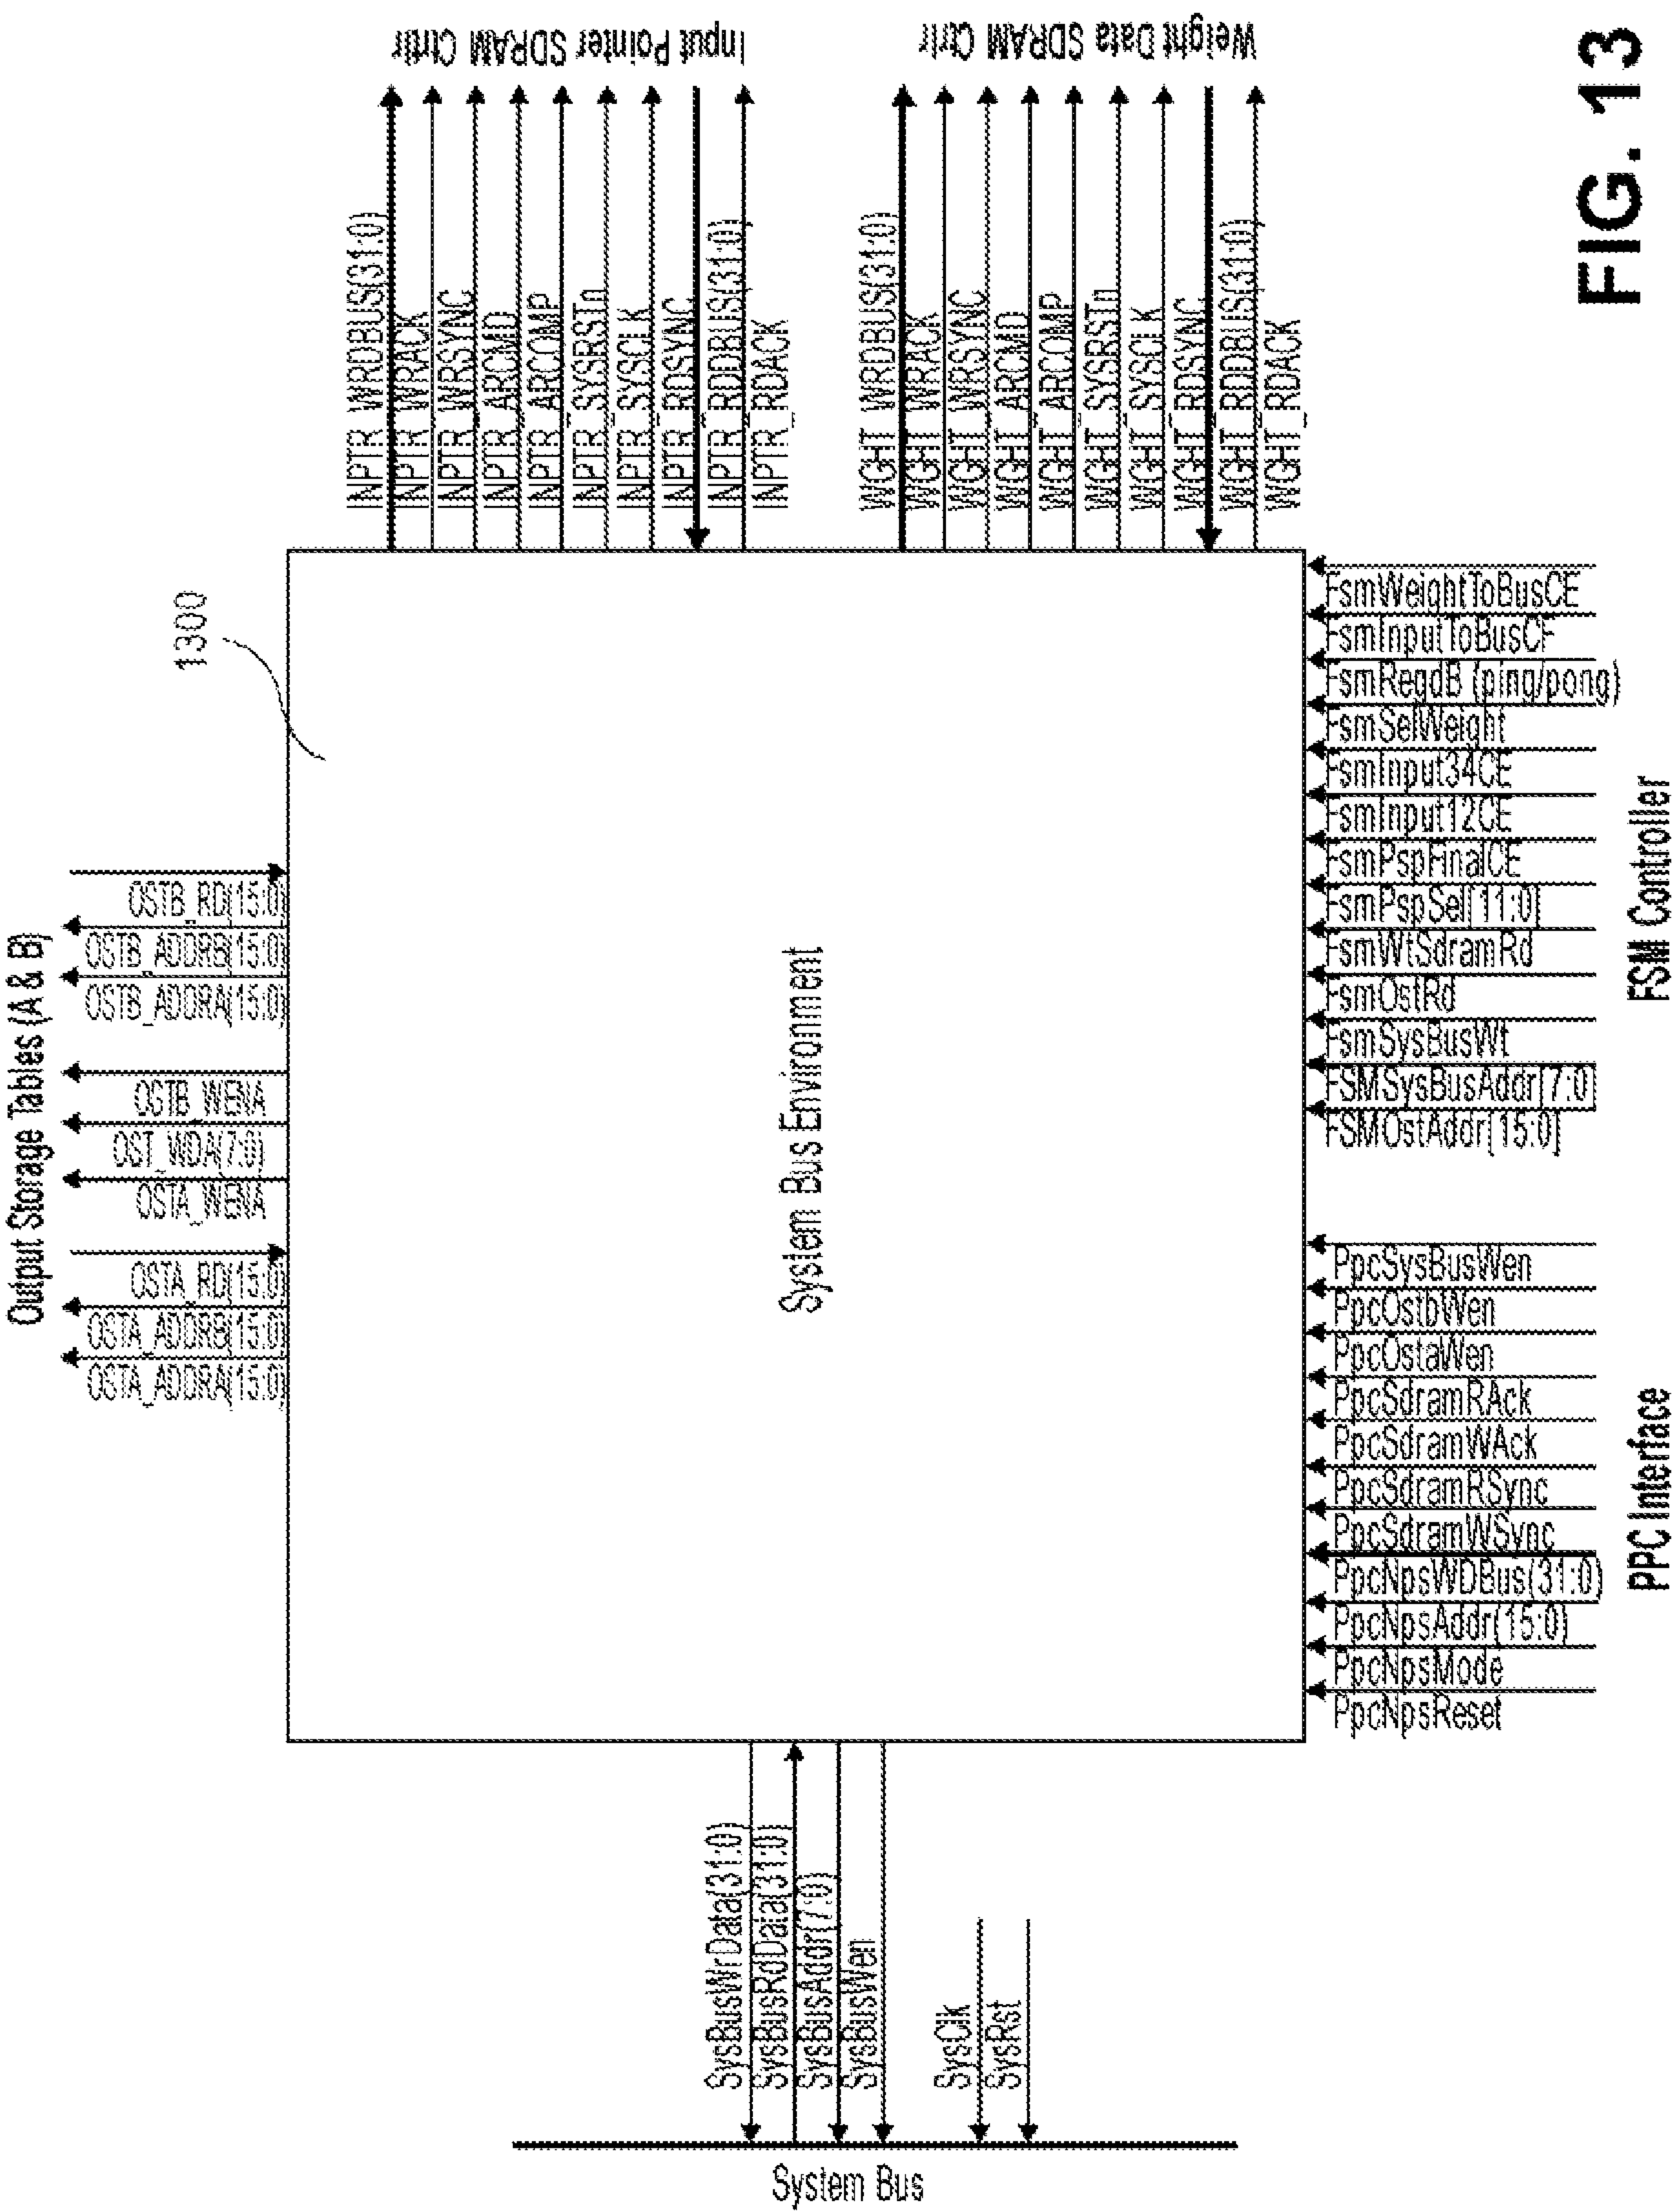 Output Storage Tables (A & B)
OSTB_RD(15:0)
OSTB_ADDRB(15:0)
OSTB_ADDRA(15:0)
OSTB_WENA
OST_WDA(7:0)
OSTA_WENA
OSTA_RD(15:0)
OSTA_ADDRB(15:0)
OSTA_ADDRA(15:0)
Input Pointer SDRAM Ctrllr
INPTR_WRDBUS(31:0)
INPTR_WRACK
INPTR_WRSYNC
INPTR_ARCMD
INPTR_ARCOMP
INPTR_SYSRSTn
INPTR_SYSCLK
INPTR_RDSYNC
INPTR_RDDBUS(31:0)
INPTR_RDACK
Weight Data SDRAM Ctrlr
WGHT_WRDBUS(31:0)
WGHT_WRACK
WGHT_WRSYNC
WGHT_ARCMD
WGHT_ARCOMP
WGHT_SYSRSTn
WGHT_SYSCLK
WGHT_RDSYNC
WGHT_RDDBUS(31:0)
WGHT_RDACK
1300
System Bus Environment
FsmWeightToBusCE
FsmInputToBusCF
FsmRegdB (ping/pong)
FsmSelWeight
FsmInput34CE
FsmInput12CE
FsmPspFinalCE
FsmPspSel[11:0]
FsmWtSdramRd
FsmOstRd
FsmSysBusWt
FSMSysBusAddr[7:0]
FSMOstAddr[15:0]
FSM Controller
PpcSysBusWen
PpcOstbWen
PpcOstaWen
PpcSdramRAck
PpcSdramWAck
PpcSdramRSync
PpcSdramWSync
PpcNpsWDBus(31:0)
PpcNpsAddr(15:0)
PpcNpsMode
PpcNpsReset
PPC Interface
SysBusWrData(31:0)
SysBusRdData(31:0)
SysBusAddr(7:0)
SysBusWen
SysClk
SysRst
System Bus
FIG. 13